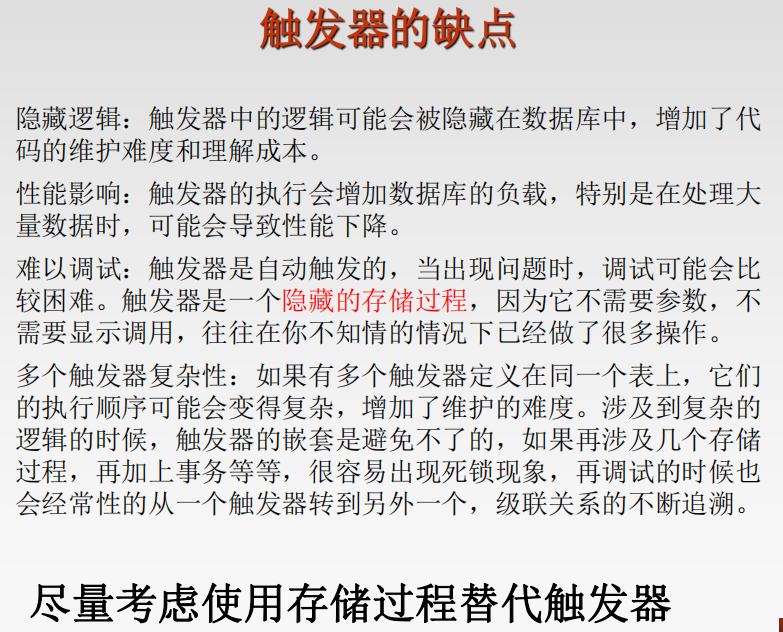 触发器的缺点
隐藏逻辑：触发器中的逻辑可能会被隐藏在数据库中，增加了代
码的维护难度和理解成本。
性能影响：触发器的执行会增加数据库的负载，特别是在处理大
量数据时，可能会导致性能下降。
难以调试：触发器是自动触发的，当出现问题时，调试可能会比
较困难。触发器是一个隐藏的存储过程，因为它不需要参数，不
需要显示调用，往往在你不知情的情况下已经做了很多操作。
多个触发器复杂性：如果有多个触发器定义在同一个表上，它们
的执行顺序可能会变得复杂，增加了维护的难度。涉及到复杂的
逻辑的时候，触发器的嵌套是避免不了的，如果再涉及几个存储
过程，再加上事务等等，很容易出现死锁现象，再调试的时候也
会经常性的从一个触发器转到另外一个，级联关系的不断追溯。
尽量考虑使用存储过程替代触发器